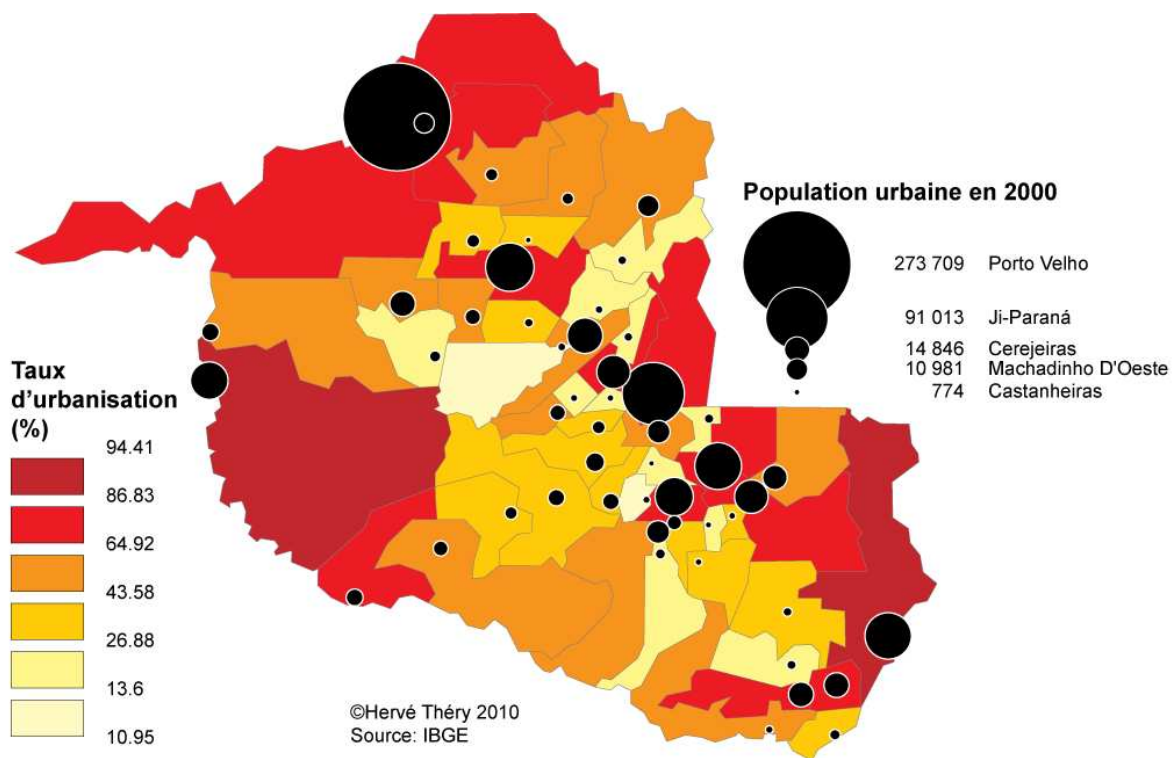 Population urbaine en 2000
273 709 Porto Velho
91 013 Ji-Paraná
14 846 Cerejeiras
10 981 Machadinho D'Oeste
774 Castanheiras
Taux
d'urbanisation
(%)
94.41
86.83
64.92
43.58
26.88
13.6
10.95
©Hervé Théry 2010
Source: IBGE